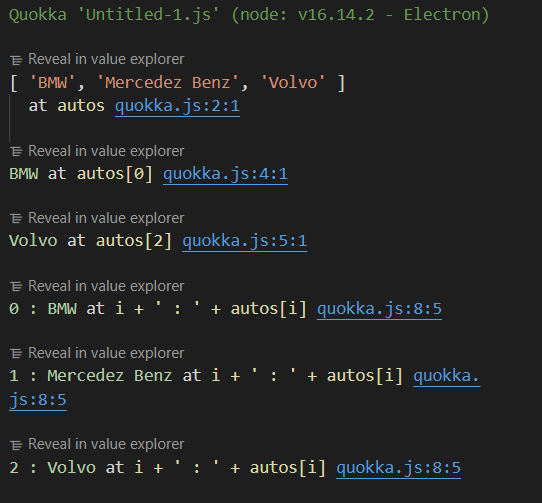 Quokka 'Untitled-1.js' (node: v16.14.2 - Electron)
Reveal in value explorer
[ 'BMW', 'Mercedez Benz', 'Volvo' ]
at autos quokka.js:2:1
Reveal in value explorer
BMW at autos[0] quokka.js:4:1
Reveal in value explorer
Volvo at autos[2] quokka.js:5:1
Reveal in value explorer
0 : BMW at i + ' : ' + autos[i] quokka.js:8:5
Reveal in value explorer
1 : Mercedez Benz at i + ' : ' + autos[i] quokka.
js:8:5
Reveal in value explorer
2 : Volvo at i + ' : ' + autos[i] quokka.js:8:5